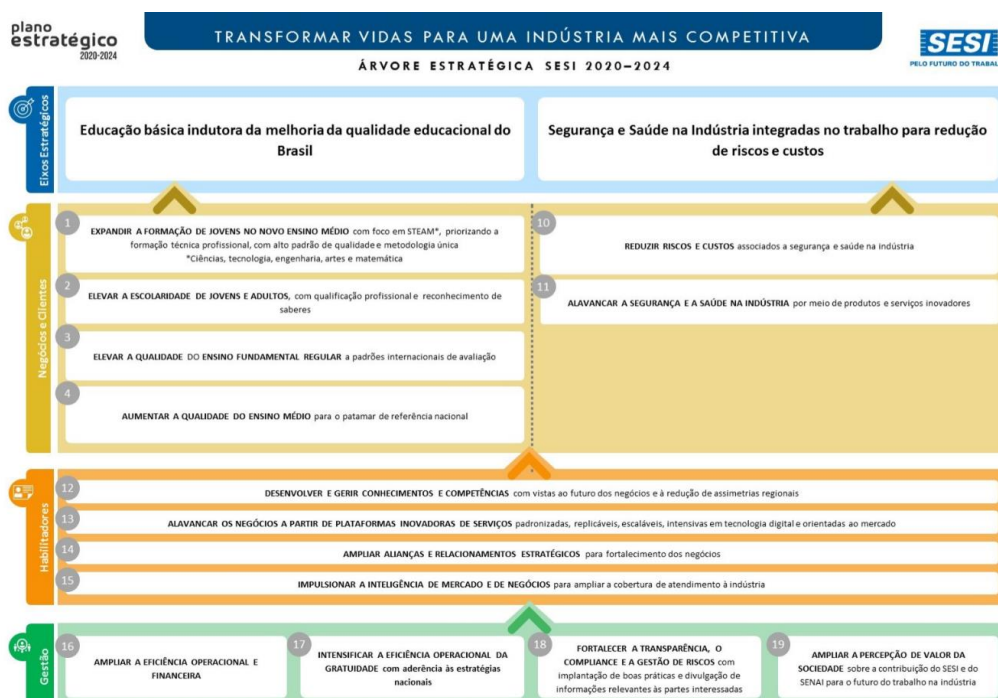 plano
estratégico
2020-2024
TRANSFORMAR VIDAS PARA UMA INDÚSTRIA MAIS COMPETITIVA
ÁRVORE ESTRATÉGICA SESI 2020–2024
SESI
PELO FUTURO DO TRABAL
Eixos Estratégicos
Educação básica indutora da melhoria da qualidade educacional do
Brasil
Segurança e Saúde na Indústria integradas no trabalho para redução
de riscos e custos
Negócios e Clientes
1
EXPANDIR A FORMAÇÃO DE JOVENS NO NOVO ENSINO MÉDIO com foco em STEAM*, priorizando a
formação técnica profissional, com alto padrão de qualidade e metodologia única
*Ciências, tecnologia, engenharia, artes e matemática
2
ELEVAR A ESCOLARIDADE DE JOVENS E ADULTOS, com qualificação profissional e reconhecimento de
saberes
3
ELEVAR A QUALIDADE DO ENSINO FUNDAMENTAL REGULAR a padrões internacionais de avaliação
4
AUMENTAR A QUALIDADE DO ENSINO MÉDIO para o patamar de referência nacional
10
REDUZIR RISCOS E CUSTOS associados a segurança e saúde na indústria
11
ALAVANCAR A SEGURANÇA E A SAÚDE NA INDÚSTRIA por meio de produtos e serviços inovadores
Habilitadores
12
DESENVOLVER E GERIR CONHECIMENTOS E COMPETÊNCIAS com vistas ao futuro dos negócios e à redução de assimetrias regionais
13
ALAVANCAR OS NEGÓCIOS A PARTIR DE PLATAFORMAS INOVADORAS DE SERVIÇOS padronizadas, replicáveis, escaláveis, intensivas em tecnologia digital e orientadas ao mercado
14
AMPLIAR ALIANÇAS E RELACIONAMENTOS ESTRATÉGICOS para fortalecimento dos negócios
15
IMPULSIONAR A INTELIGÊNCIA DE MERCADO E DE NEGÓCIOS para ampliar a cobertura de atendimento à indústria
Gestão
16
AMPLIAR A EFICIÊNCIA OPERACIONAL E
FINANCEIRA
17
INTENSIFICAR A EFICIÊNCIA OPERACIONAL DA
GRATUIDADE com aderência às estratégias
nacionais
18
FORTALECER A TRANSPARÊNCIA, O
COMPLIANCE E A GESTÃO DE RISCOS com
implantação de boas práticas e divulgação de
informações relevantes às partes interessadas
19
AMPLIAR A PERCEPÇÃO DE VALOR DA
SOCIEDADE sobre a contribuição do SESI e do
SENAI para o futuro do trabalho na indústria